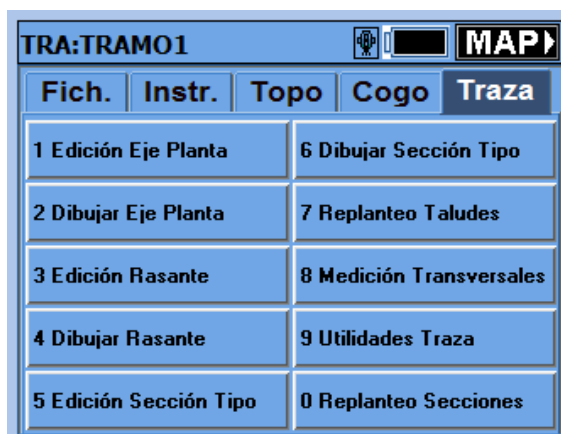 TRA:TRAMO1
MAP
Fich. Instr. Topo Cogo Traza
1 Edición Eje Planta
2 Dibujar Eje Planta
3 Edición Rasante
4 Dibujar Rasante
5 Edición Sección Tipo
6 Dibujar Sección Tipo
7 Replanteo Taludes
8 Medición Transversales
9 Utilidades Traza
0 Replanteo Secciones